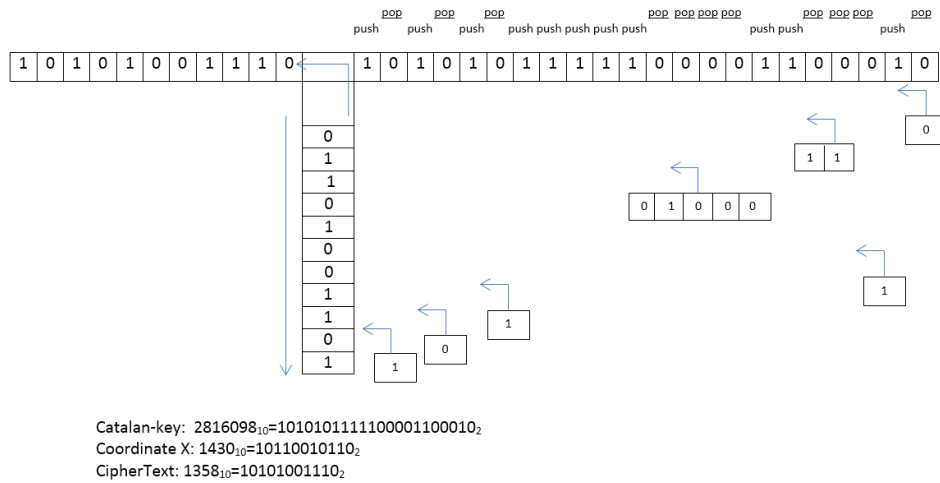 pop pop pop pop pop pop pop pop pop pop pop
push push push push push push push push push push push
1 0 1 0 1 0 0 1 1 1 0 1 0 1 0 1 0 1 1 1 1 1 0 0 0 0 1 1 0 0 0 1 0
0
0
1
1 1
1
0
0 1 0 0 0
1
0
0
1
1
1
1
0
0
1
1
Catalan-key: 2816098₁₀=1010101111100001100010₂
Coordinate X: 1430₁₀=10110010110₂
CipherText: 1358₁₀=10101001110₂